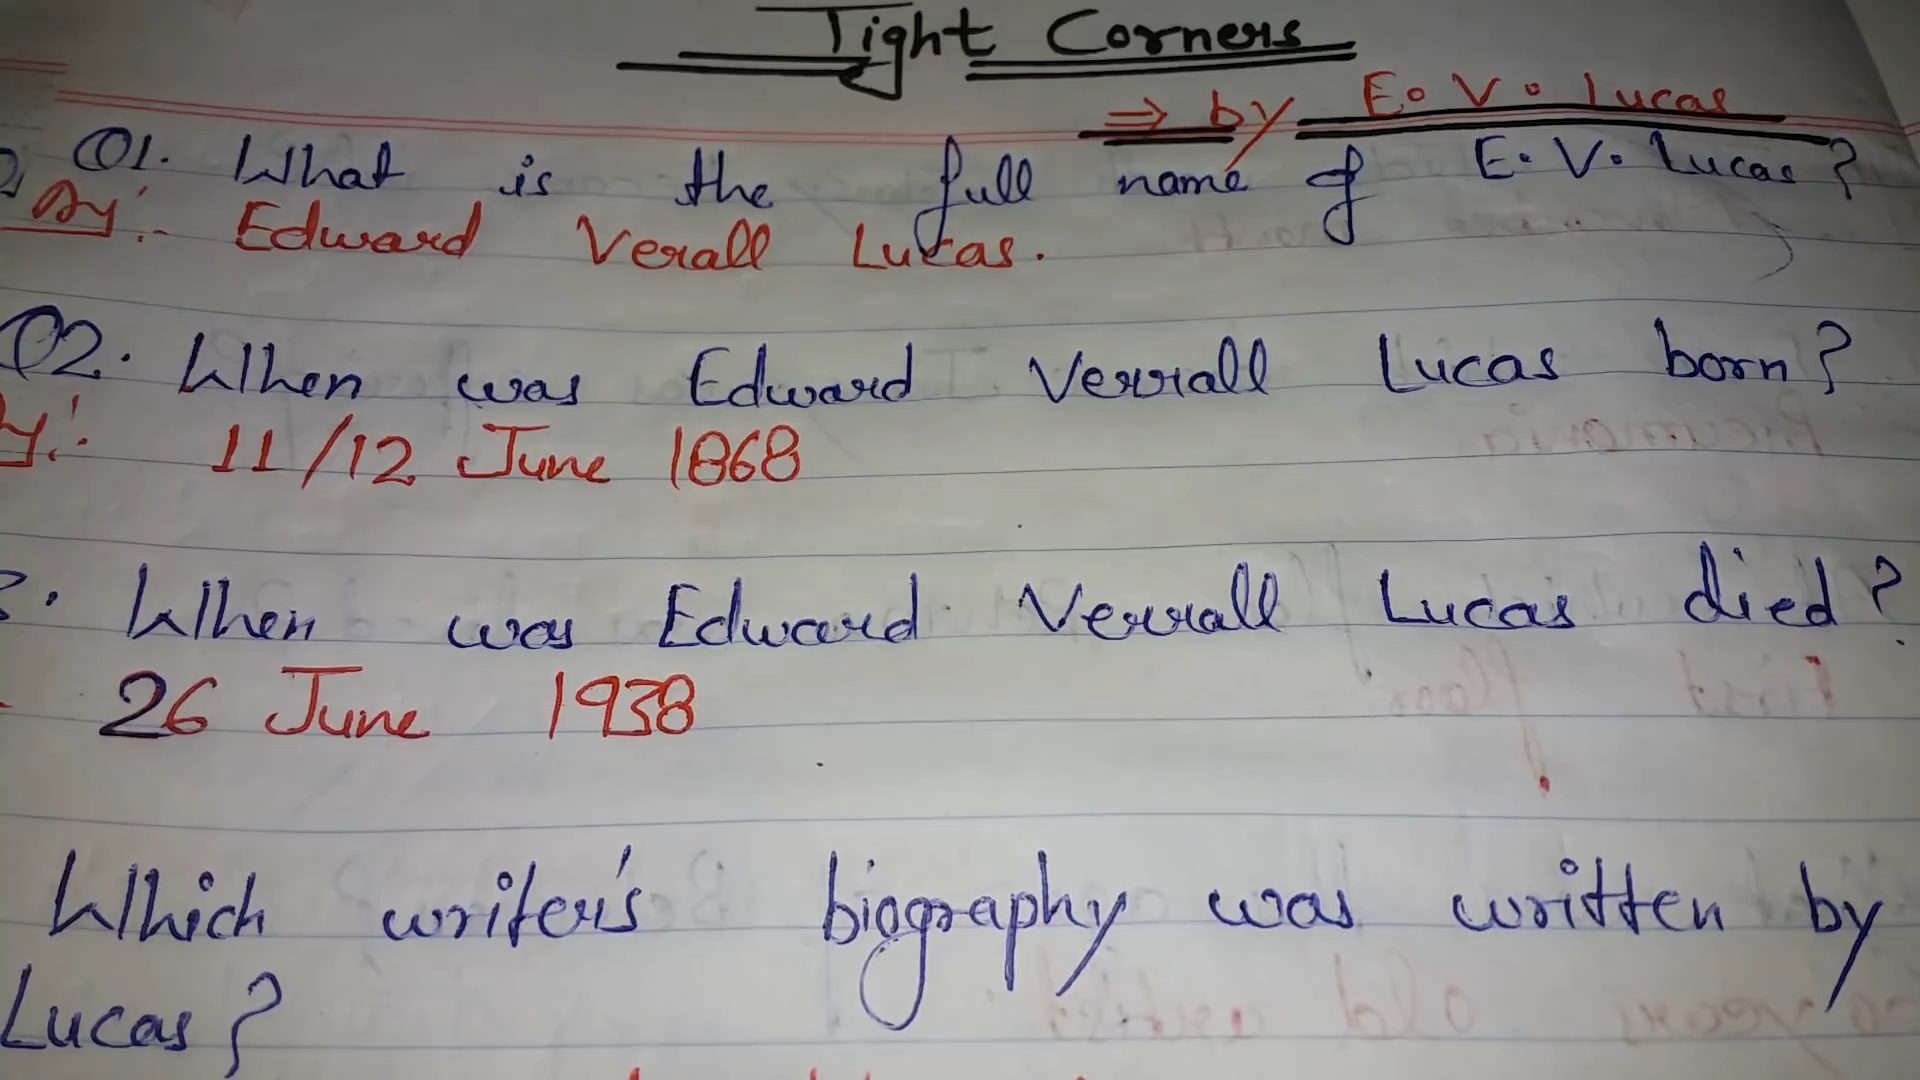 Tight Corners
⇒ by E. V. Lucas
Q1. What is the full name of E. V. Lucas?
Edward Verall Lucas.
Q2. When was Edward Verrall Lucas born?
11/12 June 1868
When was Edward Verrall Lucas died?
26 June 1938
Which writer's biography was written by
Lucas?